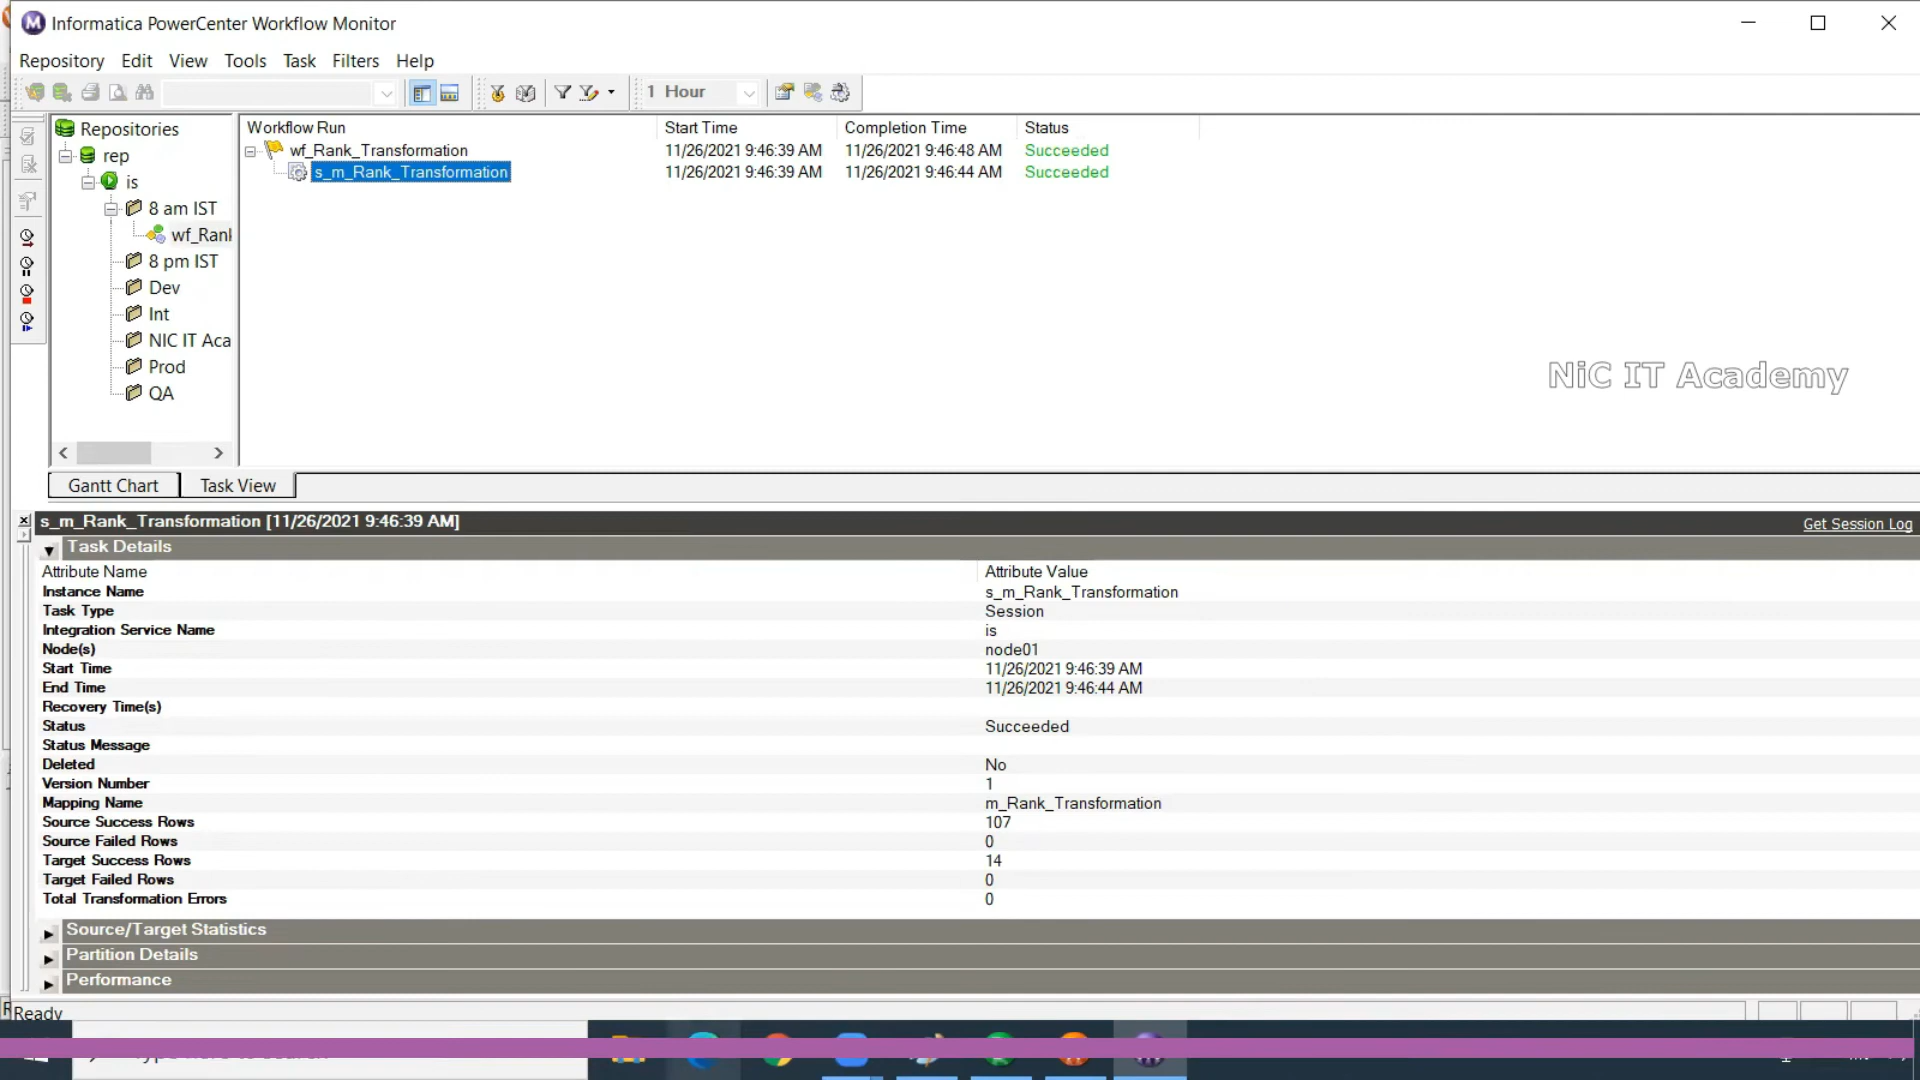 Informatica PowerCenter Workflow Monitor
Repository Edit View Tools Task Filters Help
1 Hour
Repositories
rep
is
8 am IST
wf_Rank
8 pm IST
Dev
Int
NIC IT Aca
Prod
QA
Workflow Run Start Time Completion Time Status
wf_Rank_Transformation 11/26/2021 9:46:39 AM 11/26/2021 9:46:48 AM Succeeded
s_m_Rank_Transformation 11/26/2021 9:46:39 AM 11/26/2021 9:46:44 AM Succeeded
NiC IT Academy
Gantt Chart Task View
s_m_Rank_Transformation [11/26/2021 9:46:39 AM] Get Session Log
Task Details
Attribute Name Attribute Value
Instance Name s_m_Rank_Transformation
Task Type Session
Integration Service Name is
Node(s) node01
Start Time 11/26/2021 9:46:39 AM
End Time 11/26/2021 9:46:44 AM
Recovery Time(s)
Status Succeeded
Status Message
Deleted No
Version Number 1
Mapping Name m_Rank_Transformation
Source Success Rows 107
Source Failed Rows 0
Target Success Rows 14
Target Failed Rows 0
Total Transformation Errors 0
Source/Target Statistics
Partition Details
Performance
Ready